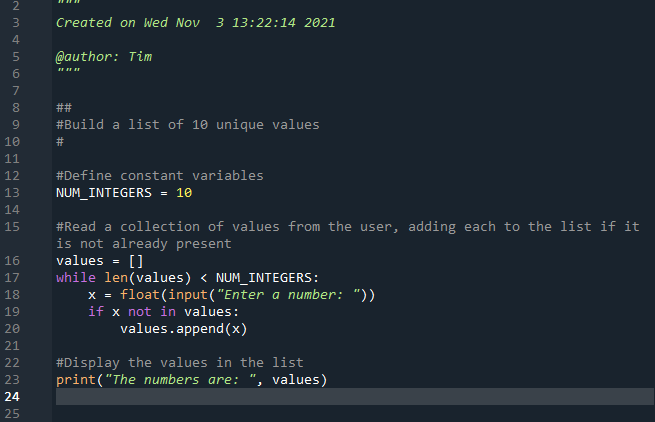 2 """
3 Created on Wed Nov  3 13:22:14 2021
4
5 @author: Tim
6 """
7
8 ##
9 #Build a list of 10 unique values
10 #
11
12 #Define constant variables
13 NUM_INTEGERS = 10
14
15 #Read a collection of values from the user, adding each to the list if it
is not already present
16 values = []
17 while len(values) < NUM_INTEGERS:
18     x = float(input("Enter a number: "))
19     if x not in values:
20         values.append(x)
21
22 #Display the values in the list
23 print("The numbers are: ", values)
24
25